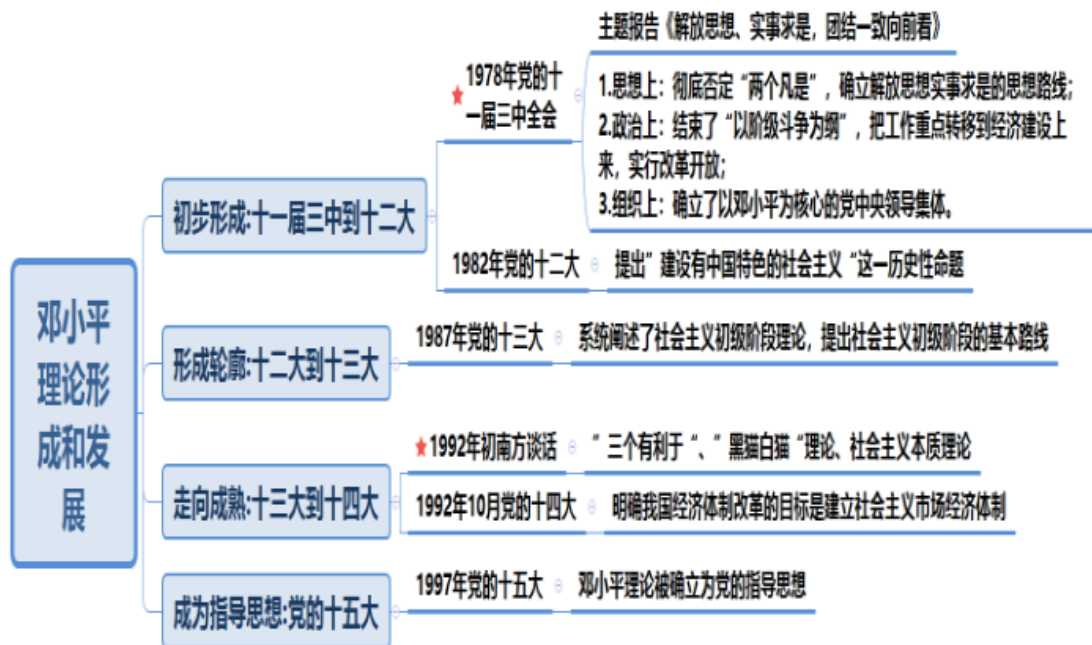 邓小平
理论形
成和发
展
初步形成:十一届三中到十二大
★1978年党的十
一届三中全会
主题报告《解放思想、实事求是，团结一致向前看》
1.思想上：彻底否定“两个凡是”，确立解放思想实事求是的思想路线；
2.政治上：结束了“以阶级斗争为纲”，把工作重点转移到经济建设上
来，实行改革开放；
3.组织上：确立了以邓小平为核心的党中央领导集体。
1982年党的十二大
提出”建设有中国特色的社会主义“这一历史性命题
形成轮廓:十二大到十三大
1987年党的十三大
系统阐述了社会主义初级阶段理论，提出社会主义初级阶段的基本路线
走向成熟:十三大到十四大
★1992年初南方谈话
”三个有利于“、”黑猫白猫“理论、社会主义本质理论
1992年10月党的十四大
明确我国经济体制改革的目标是建立社会主义市场经济体制
成为指导思想:党的十五大
1997年党的十五大
邓小平理论被确立为党的指导思想